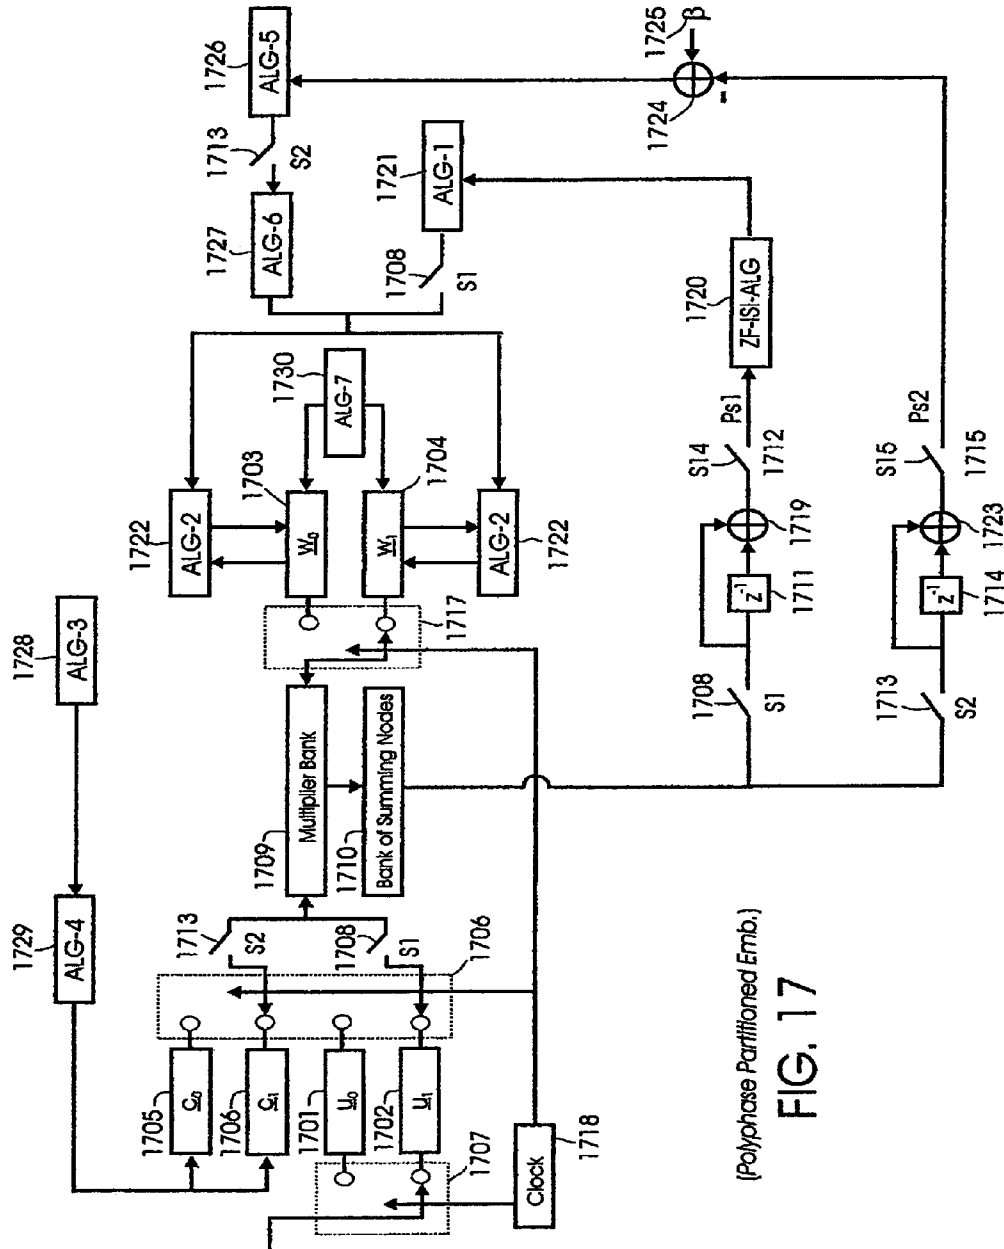 1729
ALG-4
1728
ALG-3
1722
ALG-2
1727
ALG-6
1713
S2
1726
ALG-5
1703
W0
1730
ALG-7
1708
S1
1721
ALG-1
W1
1704
ALG-2
1722
1717
1705
C0
1706
C1
1701
U0
1702
U1
1707
1713
S2
1708
S1
1706
1709
Multiplier Bank
1710
Bank of Summing Nodes
Clock
1718
1725
β
1724
-
1720
ZF-ISI-ALG
1708
S1
z-1
1711
1719
S14
1712
Ps1
1713
S2
z-1
1714
1723
S15
1715
Ps2
(Polyphase Partitioned Emb.)
FIG. 17